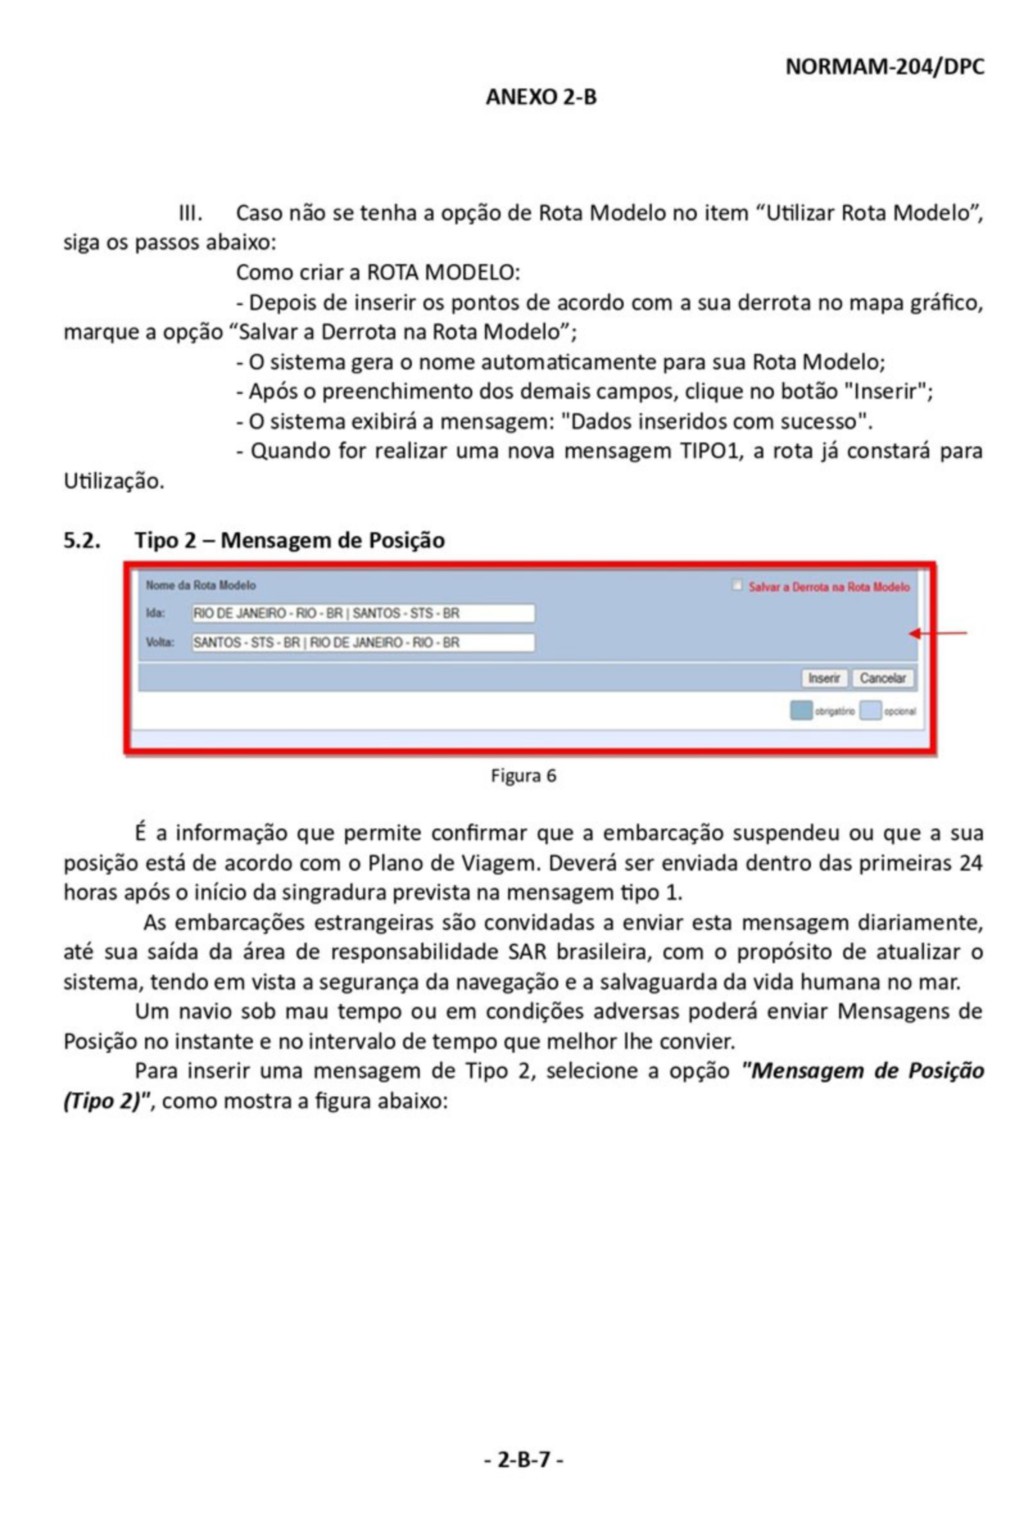 NORMAM-204/DPC
ANEXO 2-B
III. Caso não se tenha a opção de Rota Modelo no item “Utilizar Rota Modelo”,
siga os passos abaixo:
Como criar a ROTA MODELO:
- Depois de inserir os pontos de acordo com a sua derrota no mapa gráfico,
marque a opção “Salvar a Derrota na Rota Modelo”;
- O sistema gera o nome automaticamente para sua Rota Modelo;
- Após o preenchimento dos demais campos, clique no botão "Inserir";
- O sistema exibirá a mensagem: "Dados inseridos com sucesso".
- Quando for realizar uma nova mensagem TIPO1, a rota já constará para
Utilização.
5.2. Tipo 2 – Mensagem de Posição
Nome da Rota Modelo
Salvar a Derrota na Rota Modelo
Ida: RIO DE JANEIRO - RIO - BR | SANTOS - STS - BR
Volta: SANTOS - STS - BR | RIO DE JANEIRO - RIO - BR
Inserir Cancelar
obrigatório opcional
Figura 6
É a informação que permite confirmar que a embarcação suspendeu ou que a sua
posição está de acordo com o Plano de Viagem. Deverá ser enviada dentro das primeiras 24
horas após o início da singradura prevista na mensagem tipo 1.
As embarcações estrangeiras são convidadas a enviar esta mensagem diariamente,
até sua saída da área de responsabilidade SAR brasileira, com o propósito de atualizar o
sistema, tendo em vista a segurança da navegação e a salvaguarda da vida humana no mar.
Um navio sob mau tempo ou em condições adversas poderá enviar Mensagens de
Posição no instante e no intervalo de tempo que melhor lhe convier.
Para inserir uma mensagem de Tipo 2, selecione a opção "Mensagem de Posição
(Tipo 2)", como mostra a figura abaixo:
- 2-B-7 -